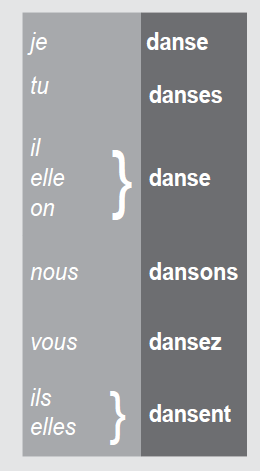 je danse
tu danses
il
elle } danse
on
nous dansons
vous dansez
ils
elles } dansent